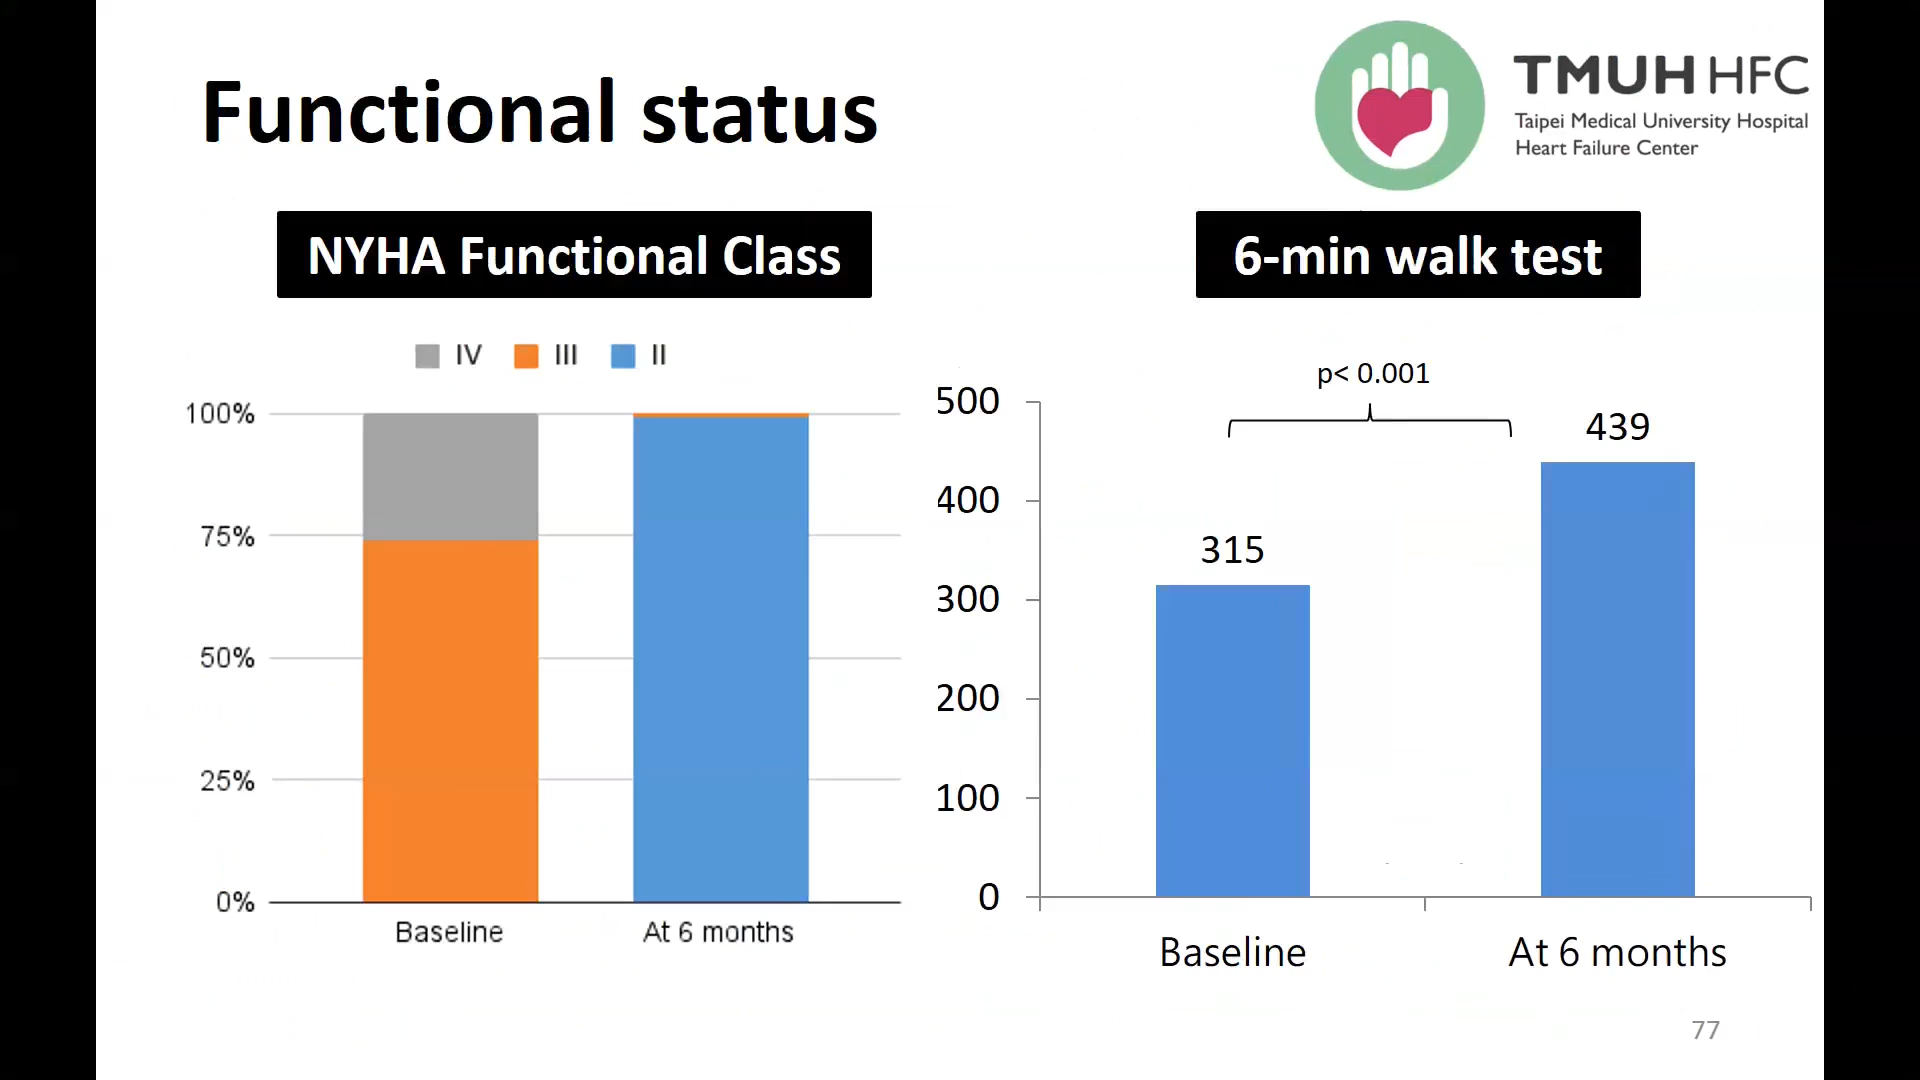 Functional status
TMUH HFC
Taipei Medical University Hospital
Heart Failure Center
NYHA Functional Class
IV III II
100%
75%
50%
25%
0%
Baseline At 6 months
6-min walk test
p< 0.001
500
400
300
200
100
0
315
439
Baseline At 6 months
77